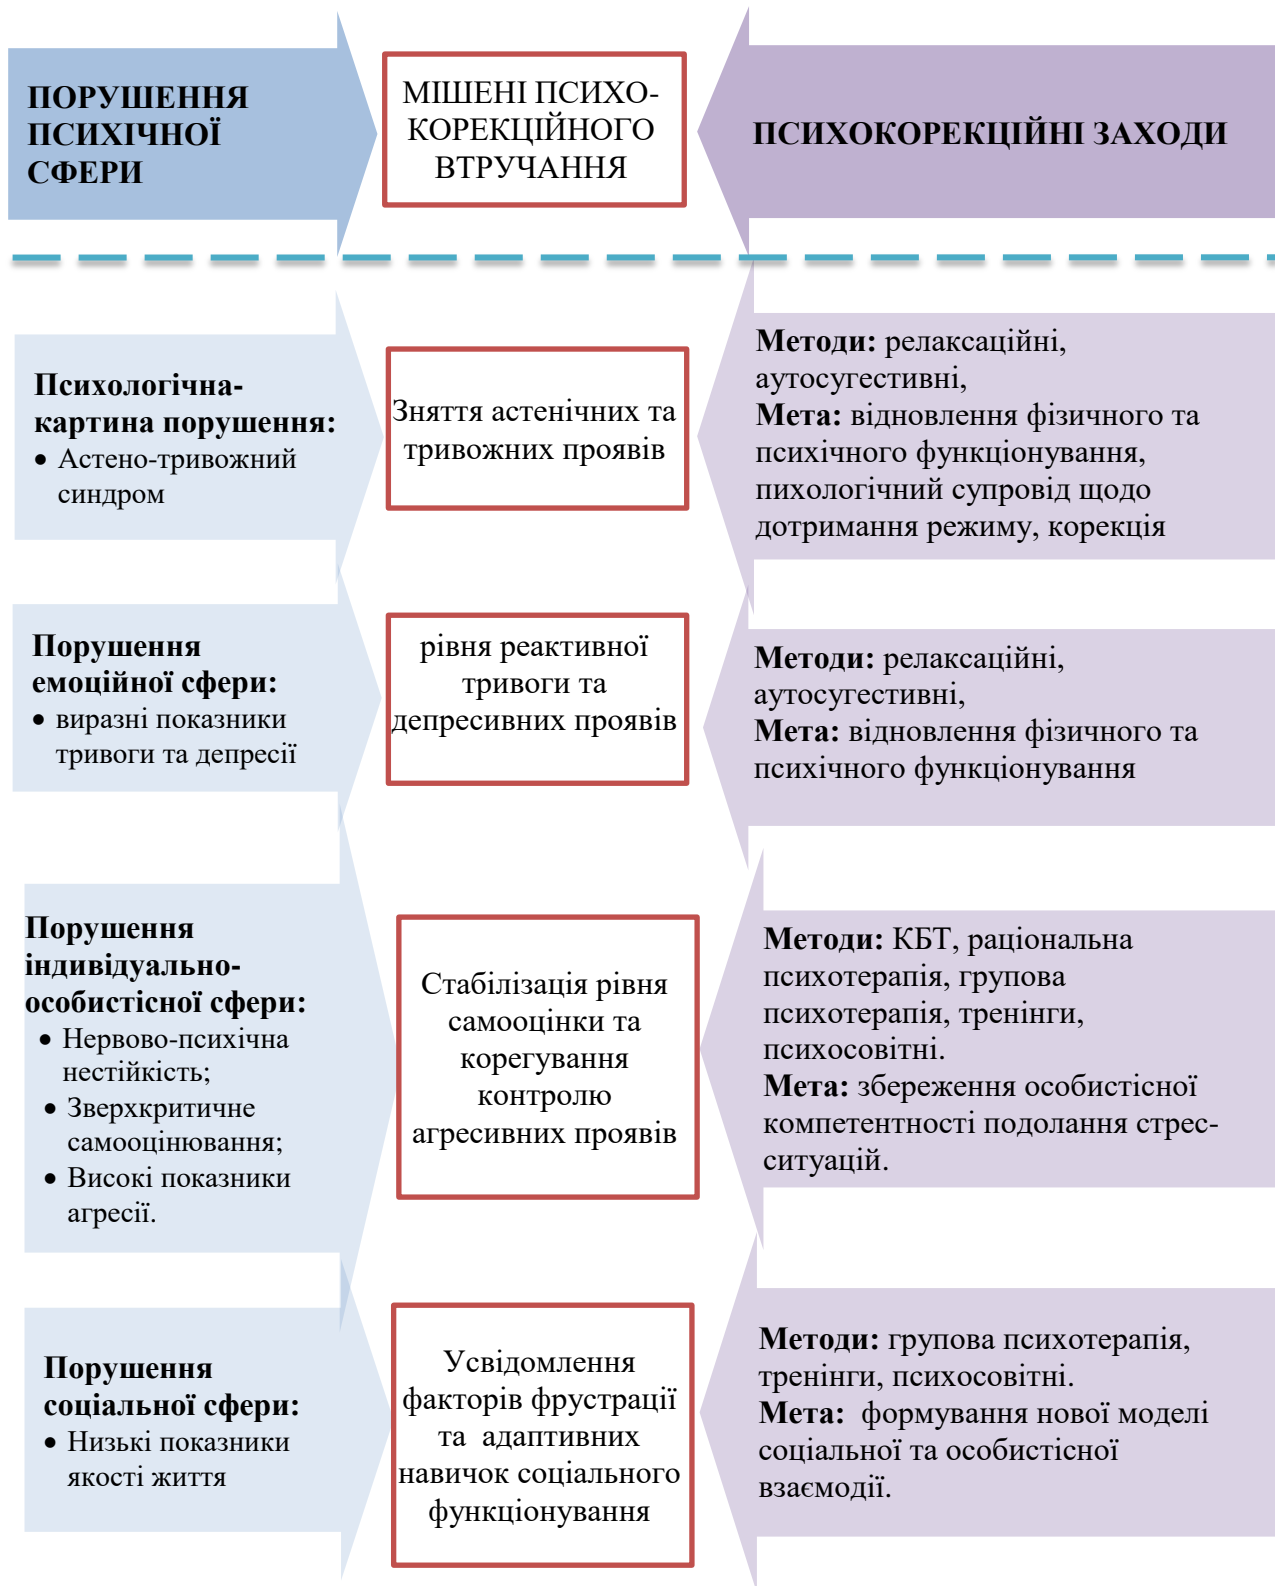 ПОРУШЕННЯ
ПСИХІЧНОЇ
СФЕРИ
МІШЕНІ ПСИХО-
КОРЕКЦІЙНОГО
ВТРУЧАННЯ
ПСИХОКОРЕКЦІЙНІ ЗАХОДИ
Психологічна-
картина порушення:
• Астено-тривожний
синдром
Зняття астенічних та
тривожних проявів
Методи: релаксаційні,
аутосугестивні,
Мета: відновлення фізичного та
психічного функціонування,
пихологічний супровід щодо
дотримання режиму, корекція
Порушення
емоційної сфери:
• виразні показники
тривоги та депресії
рівня реактивної
тривоги та
депресивних проявів
Методи: релаксаційні,
аутосугестивні,
Мета: відновлення фізичного та
психічного функціонування
Порушення
індивідуально-
особистісної сфери:
• Нервово-психічна
нестійкість;
• Зверхкритичне
самооцінювання;
• Високі показники
агресії.
Стабілізація рівня
самооцінки та
корегування
контролю
агресивних проявів
Методи: КБТ, раціональна
психотерапія, групова
психотерапія, тренінги,
психосовітні.
Мета: збереження особистісної
компетентності подолання стрес-
ситуацій.
Порушення
соціальної сфери:
• Низькі показники
якості життя
Усвідомлення
факторів фрустрації
та адаптивних
навичок соціального
функціонування
Методи: групова психотерапія,
тренінги, психосовітні.
Мета: формування нової моделі
соціальної та особистісної
взаємодії.